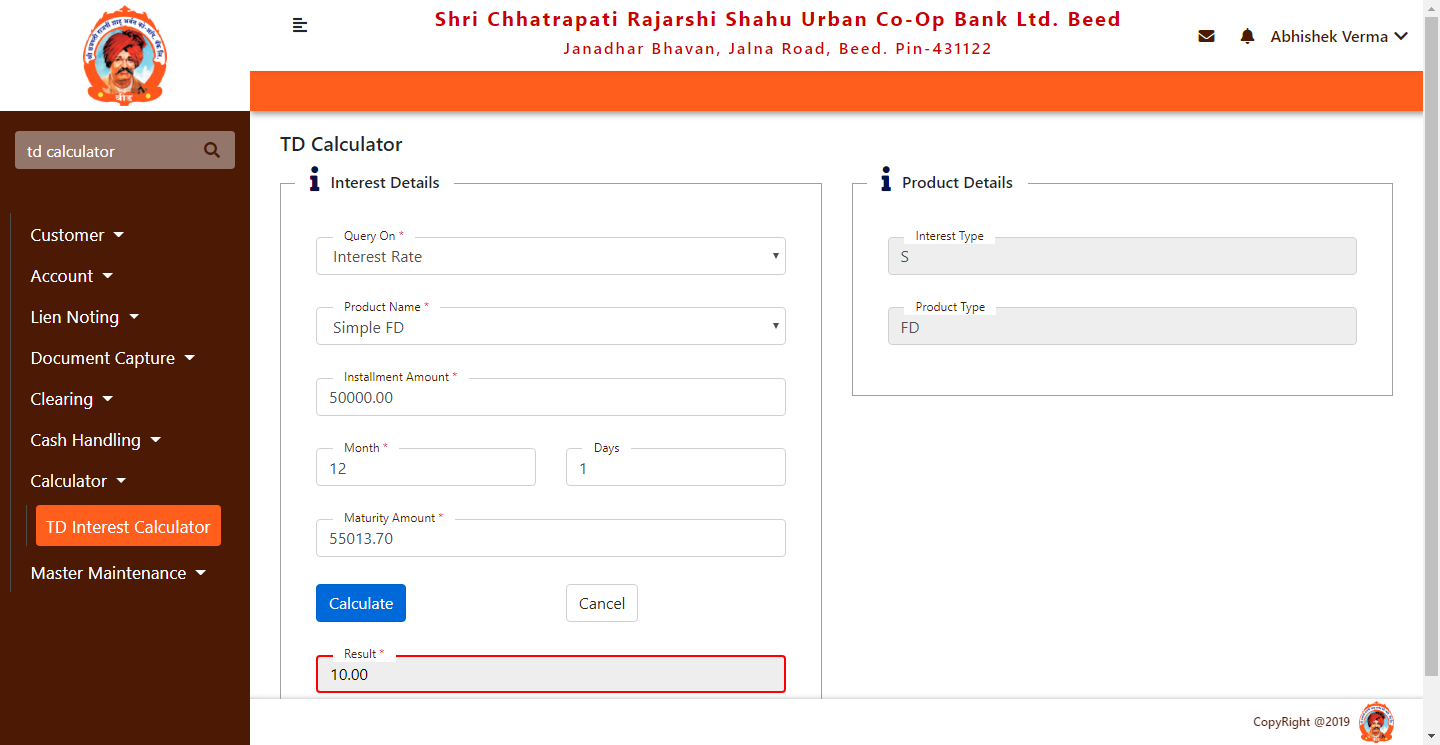 Shri Chhatrapati Rajarshi Shahu Urban Co-Op Bank Ltd. Beed
Janadhar Bhavan, Jalna Road, Beed. Pin-431122
Abhishek Verma
बीड
td calculator
Customer
Account
Lien Noting
Document Capture
Clearing
Cash Handling
Calculator
TD Interest Calculator
Master Maintenance
TD Calculator
Interest Details
Query On *
Interest Rate
Product Name *
Simple FD
Installment Amount *
50000.00
Month *
12
Days
1
Maturity Amount *
55013.70
Calculate
Cancel
Result *
10.00
Product Details
Interest Type
S
Product Type
FD
CopyRight @2019